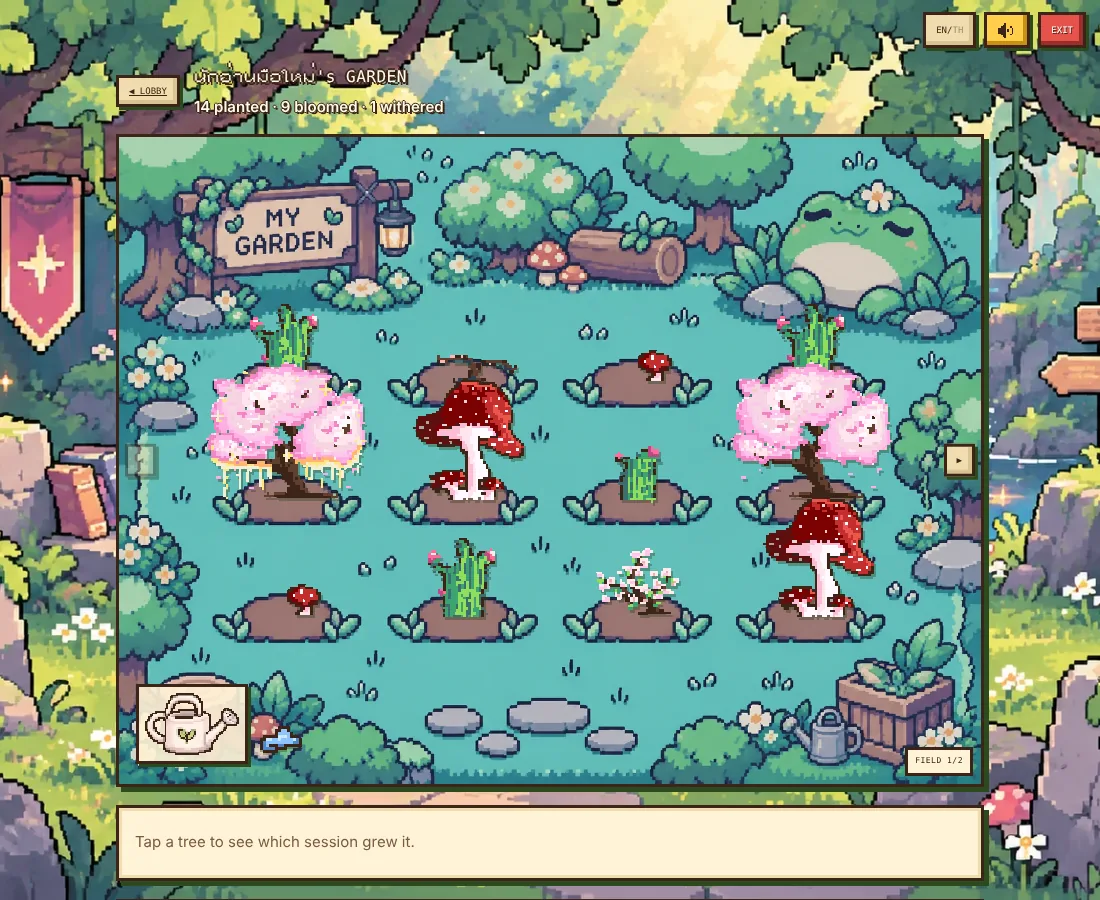 EN/TH
EXIT
◄ LOBBY
นักอ่านมือใหม่'s GARDEN
14 planted · 9 bloomed · 1 withered
MY
GARDEN
►
FIELD 1/2
Tap a tree to see which session grew it.